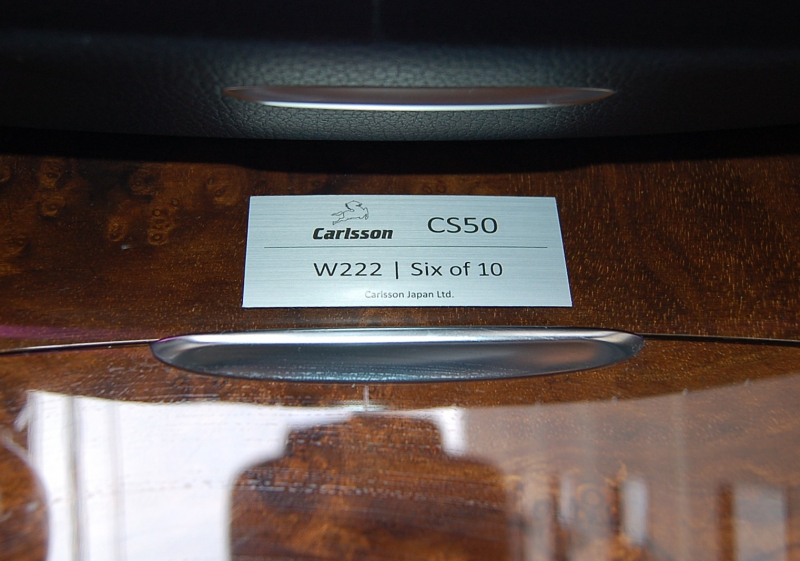 Carlsson CS50
W222 | Six of 10
Carlsson Japan Ltd.